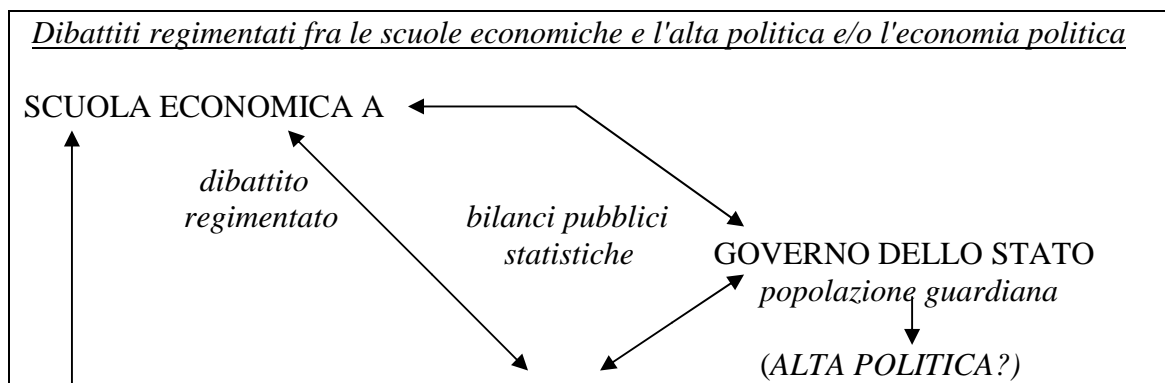 Dibattiti regimentati fra le scuole economiche e l'alta politica e/o l'economia politica
SCUOLA ECONOMICA A
dibattito
regimentato
bilanci pubblici
statistiche
GOVERNO DELLO STATO
popolazione guardiana
(ALTA POLITICA?)